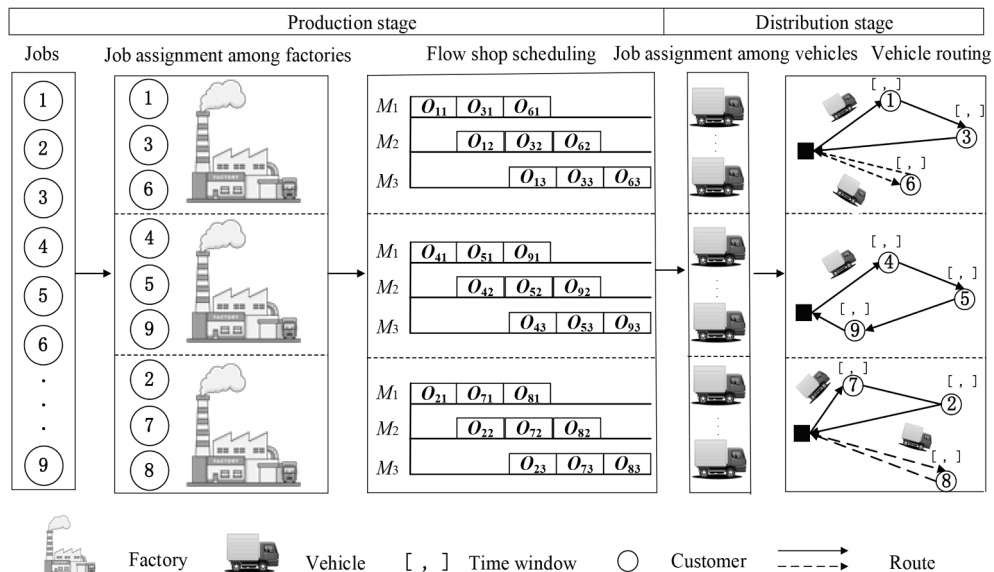 Production stage Distribution stage
Jobs Job assignment among factories Flow shop scheduling Job assignment among vehicles Vehicle routing
1
2
3
4
5
6
.
.
.
9
1
3
6
FACTORY
M1 O11 O31 O61
M2 O12 O32 O62
M3 O13 O33 O63
[ , ]
1
[ , ]
3
[ , ]
6
4
5
9
FACTORY
M1 O41 O51 O91
M2 O42 O52 O92
M3 O43 O53 O93
[ , ]
4
[ , ]
5
[ , ]
9
2
7
8
FACTORY
M1 O21 O71 O81
M2 O22 O72 O82
M3 O23 O73 O83
[ , ]
7
[ , ]
2
[ , ]
8
Factory Vehicle [ , ] Time window Customer Route